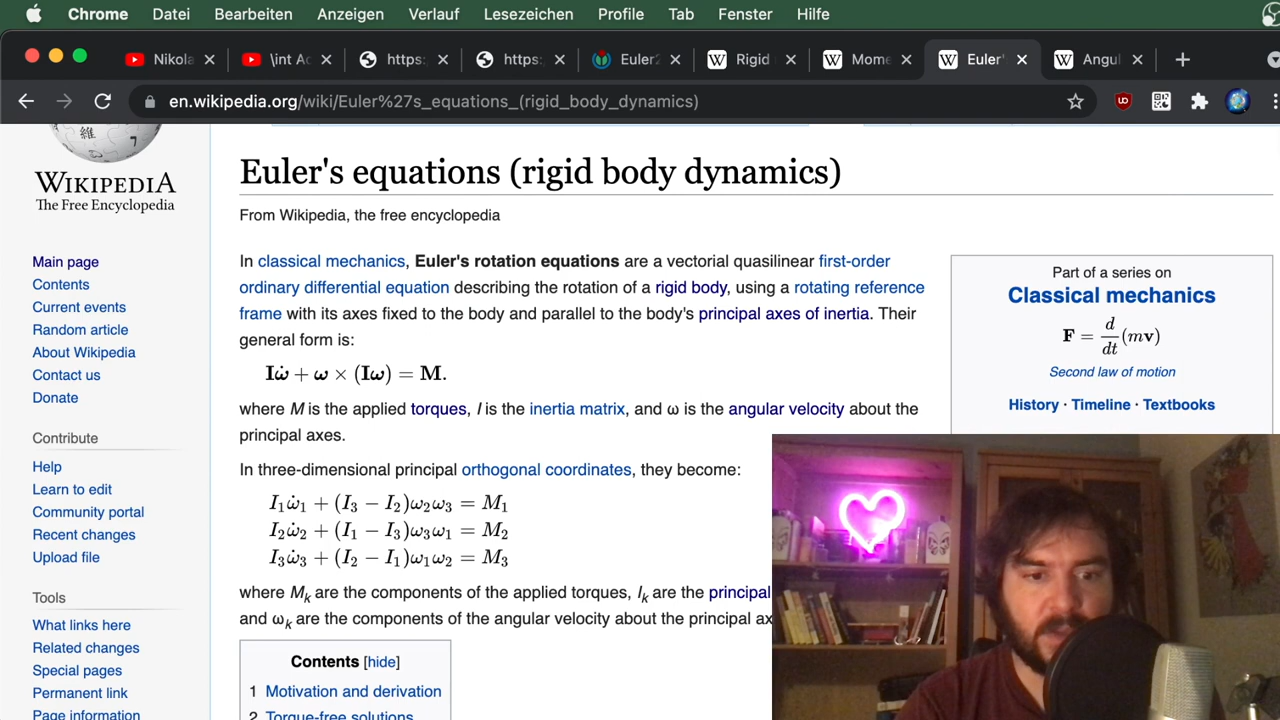 Chrome Datei Bearbeiten Anzeigen Verlauf Lesezeichen Profile Tab Fenster Hilfe
Nikola \int Ac https: https: Euler2 Rigid Mome Euler' Angul
en.wikipedia.org/wiki/Euler%27s_equations_(rigid_body_dynamics)
WIKIPEDIA
The Free Encyclopedia
Main page
Contents
Current events
Random article
About Wikipedia
Contact us
Donate
Contribute
Help
Learn to edit
Community portal
Recent changes
Upload file
Tools
What links here
Related changes
Special pages
Permanent link
Page information
Euler's equations (rigid body dynamics)
From Wikipedia, the free encyclopedia
In classical mechanics, Euler's rotation equations are a vectorial quasilinear first-order
ordinary differential equation describing the rotation of a rigid body, using a rotating reference
frame with its axes fixed to the body and parallel to the body's principal axes of inertia. Their
general form is:
Iω̇ + ω × (Iω) = M.
where M is the applied torques, I is the inertia matrix, and ω is the angular velocity about the
principal axes.
In three-dimensional principal orthogonal coordinates, they become:
I₁ω̇₁ + (I₃ − I₂)ω₂ω₃ = M₁
I₂ω̇₂ + (I₁ − I₃)ω₃ω₁ = M₂
I₃ω̇₃ + (I₂ − I₁)ω₁ω₂ = M₃
where Mₖ are the components of the applied torques, Iₖ are the principal
and ωₖ are the components of the angular velocity about the principal ax
Contents [hide]
1 Motivation and derivation
2 Torque-free solutions
Part of a series on
Classical mechanics
F = d/dt (mv)
Second law of motion
History · Timeline · Textbooks